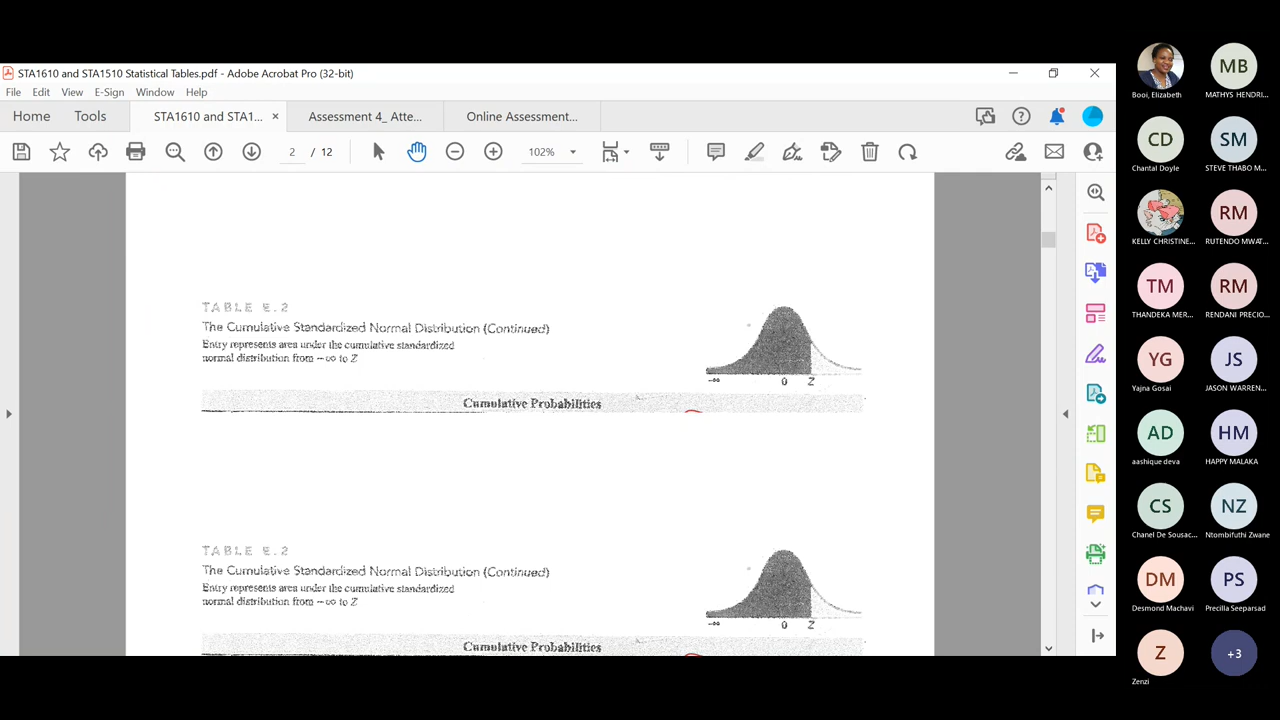 STA1610 and STA1510 Statistical Tables.pdf - Adobe Acrobat Pro (32-bit)
File Edit View E-Sign Window Help
Home Tools STA1610 and STA1... × Assessment 4_ Atte... Online Assessment...
2 / 12 102%
TABLE E.2
The Cumulative Standardized Normal Distribution (Continued)
Entry represents area under the cumulative standardized
normal distribution from −∞ to Z
−∞ 0 Z
Cumulative Probabilities
TABLE E.2
The Cumulative Standardized Normal Distribution (Continued)
Entry represents area under the cumulative standardized
normal distribution from −∞ to Z
−∞ 0 Z
Cumulative Probabilities
MB
Booi, Elizabeth MATHYS HENDRI...
CD SM
Chantal Doyle STEVE THABO M...
RM
KELLY CHRISTINE... RUTENDO MWAT...
TM RM
THANDEKA MER... RENDANI PRECIO...
YG JS
Yajna Gosai JASON WARREN...
AD HM
aashique deva HAPPY MALAKA
CS NZ
Chanel De Sousac... Ntombifuthi Zwane
DM PS
Desmond Machavi Precilla Seeparsad
Z +3
Zenzi